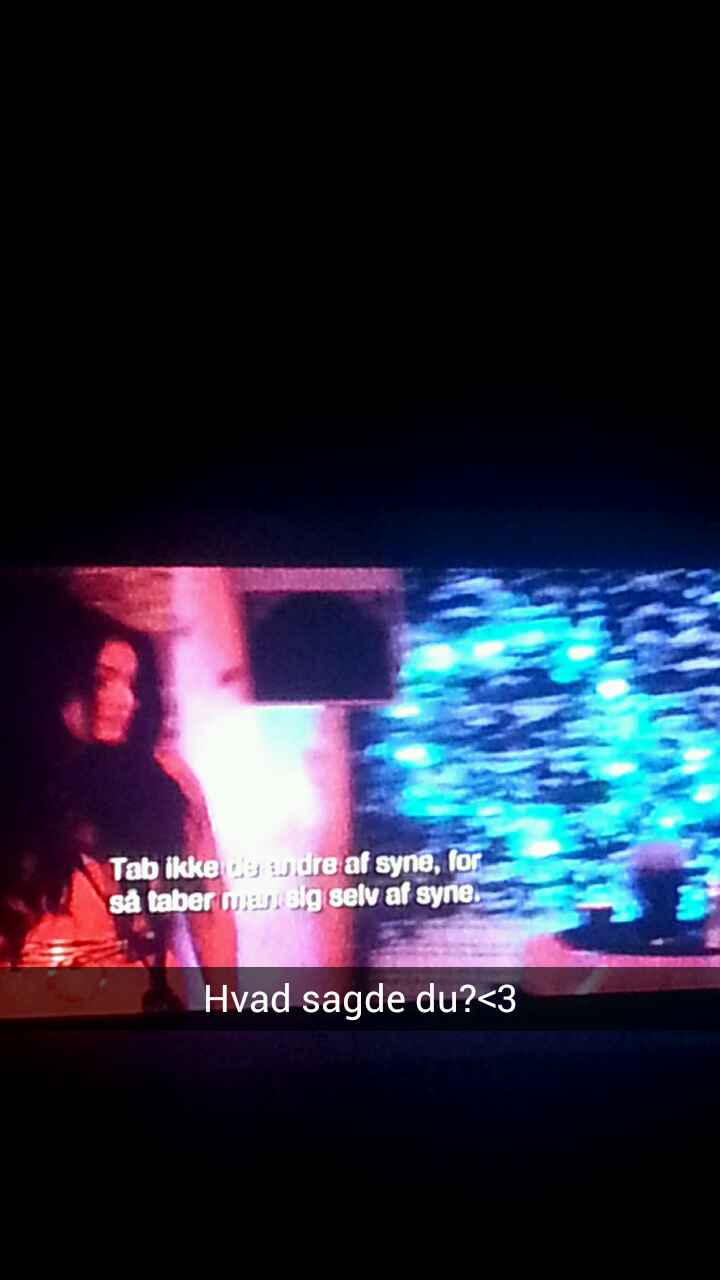 Tab ikke de andre af syne, for
så taber man sig selv af syne.
Hvad sagde du?<3